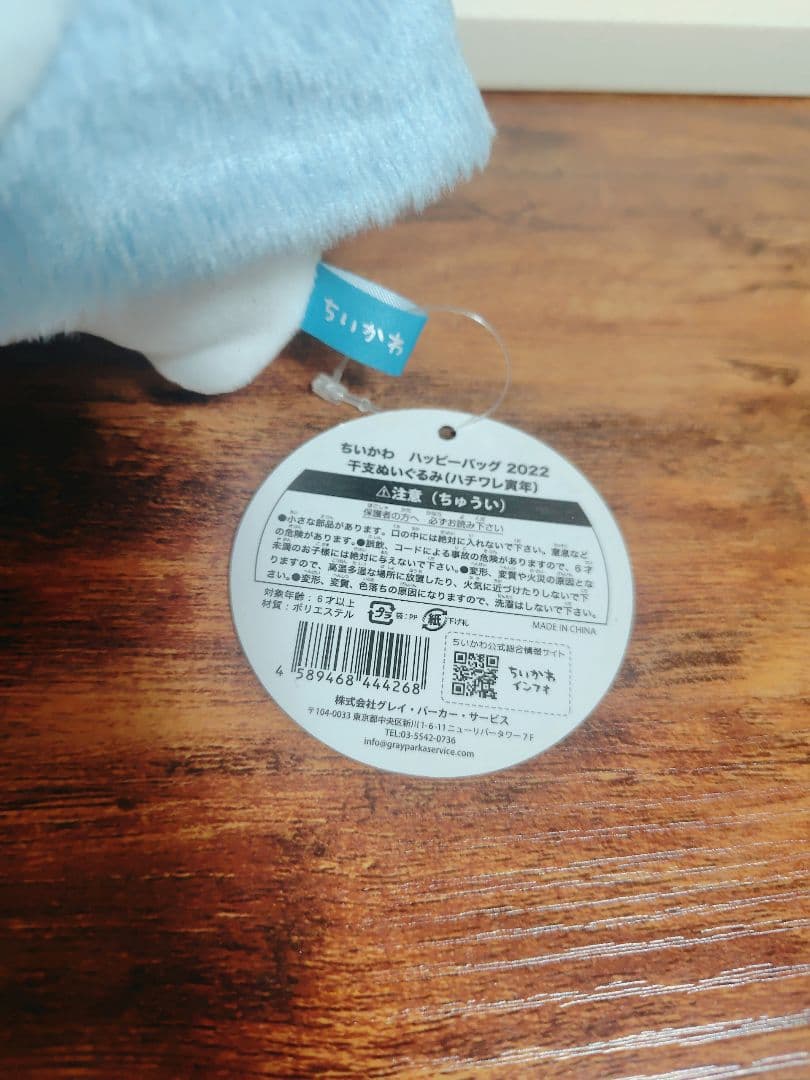 ちいかわ
ちいかわ ハッピーバッグ 2022
干支ぬいぐるみ(ハチワレ寅年)
⚠注意(ちゅうい)
保護者の方へ 必ずお読み下さい
●小さな部品があります。口の中には絶対に入れないで下さい。窒息など
の危険があります。●誤飲、コードによる事故の危険がありますので、6才
未満のお子様には絶対に与えないで下さい。●変形、変質や火災の原因とな
りますので、高温多湿な場所に放置したり、火気に近づけたりしないで下
さい。●変形、変質、色落ちの原因になりますので、洗濯はしないで下さい。
対象年齢:6才以上
材質:ポリエステル
プラ 袋:PP 紙 下げ札
MADE IN CHINA
4 589468 444268
ちいかわ公式総合情報サイト
ちいかわ
インフォ
株式会社グレイ・パーカー・サービス
〒104-0033 東京都中央区新川1-6-11ニューリバータワー7F
TEL:03-5542-0736
info@grayparkaservice.com